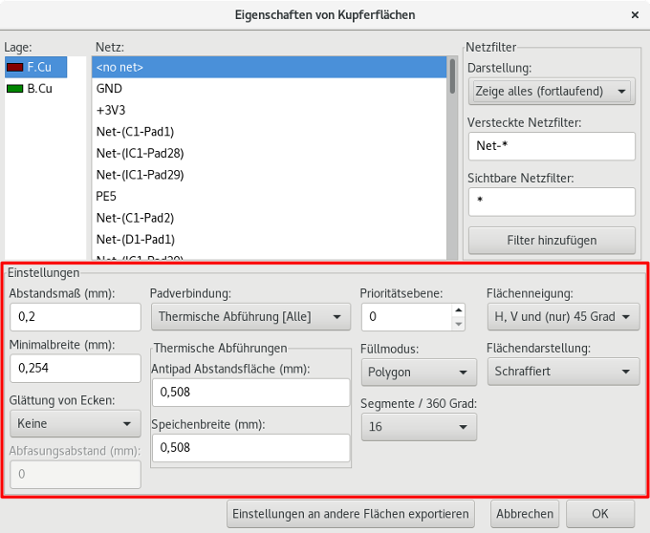 Eigenschaften von Kupferflächen
Lage:
F.Cu
B.Cu
Netz:
<no net>
GND
+3V3
Net-(C1-Pad1)
Net-(IC1-Pad28)
Net-(IC1-Pad29)
PE5
Net-(C1-Pad2)
Net-(D1-Pad1)
Netzfilter
Darstellung:
Zeige alles (fortlaufend)
Versteckte Netzfilter:
Net-*
Sichtbare Netzfilter:
*
Filter hinzufügen
Einstellungen
Abstandsmaß (mm):
0,2
Minimalbreite (mm):
0,254
Glättung von Ecken:
Keine
Abfasungsabstand (mm):
0
Padverbindung:
Thermische Abführung [Alle]
Thermische Abführungen
Antipad Abstandsfläche (mm):
0,508
Speichenbreite (mm):
0,508
Prioritätsebene:
0
Füllmodus:
Polygon
Segmente / 360 Grad:
16
Flächenneigung:
H, V und (nur) 45 Grad
Flächendarstellung:
Schraffiert
Einstellungen an andere Flächen exportieren
Abbrechen
OK